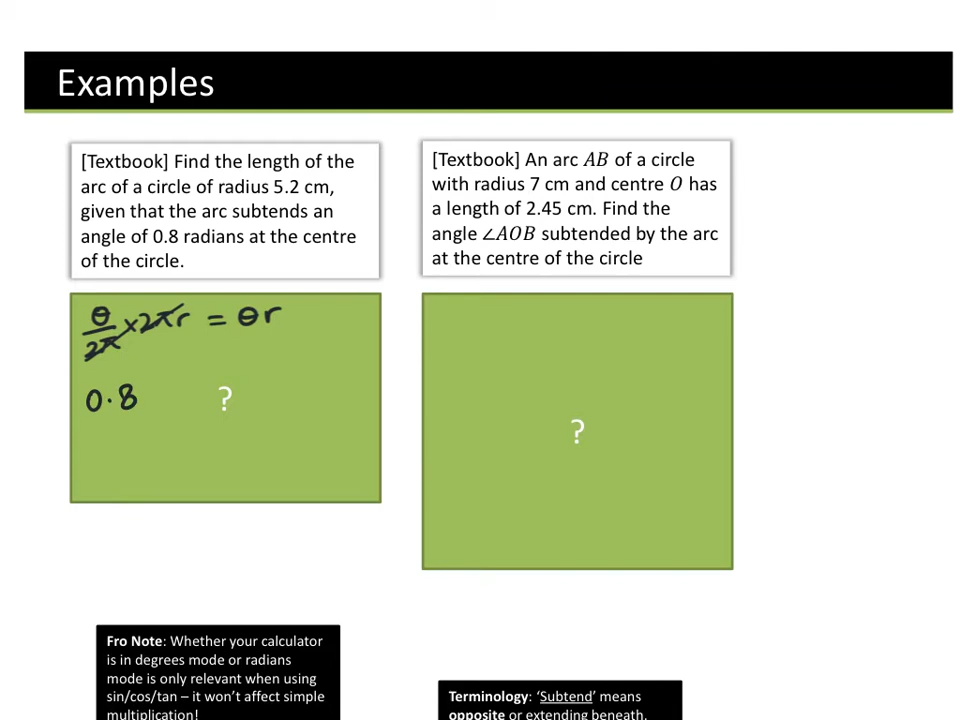 Examples
[Textbook] Find the length of the
arc of a circle of radius 5.2 cm,
given that the arc subtends an
angle of 0.8 radians at the centre
of the circle.
[Textbook] An arc 𝐴𝐵 of a circle
with radius 7 cm and centre 𝑂 has
a length of 2.45 cm. Find the
angle ∠𝐴𝑂𝐵 subtended by the arc
at the centre of the circle
θ/2π ×2πr = θr
0.8
?
?
Fro Note: Whether your calculator
is in degrees mode or radians
mode is only relevant when using
sin/cos/tan – it won't affect simple
multiplication!
Terminology: 'Subtend' means
opposite or extending beneath.